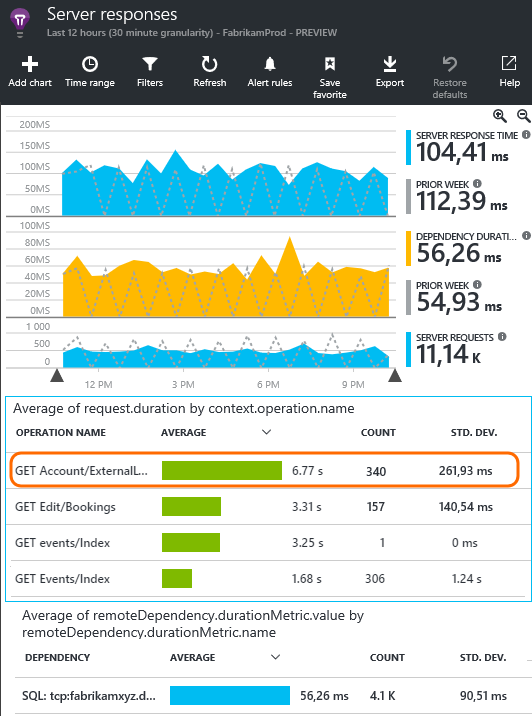 Server responses
Last 12 hours (30 minute granularity) - FabrikamProd - PREVIEW
Add chart Time range Filters Refresh Alert rules Save favorite Export Restore defaults Help
200MS
150MS
100MS
50MS
0MS
SERVER RESPONSE TIME
104,41 ms
PRIOR WEEK
112,39 ms
100MS
80MS
60MS
40MS
20MS
0MS
DEPENDENCY DURATI...
56,26 ms
PRIOR WEEK
54,93 ms
1 000
500
0
SERVER REQUESTS
11,14 K
12 PM 3 PM 6 PM 9 PM
Average of request.duration by context.operation.name
OPERATION NAME AVERAGE COUNT STD. DEV.
GET Account/ExternalL... 6.77 s 340 261,93 ms
GET Edit/Bookings 3.31 s 157 140,54 ms
GET events/Index 3.25 s 1 0 ms
GET Events/Index 1.68 s 306 1.24 s
Average of remoteDependency.durationMetric.value by
remoteDependency.durationMetric.name
DEPENDENCY AVERAGE COUNT STD. DEV.
SQL: tcp:fabrikamxyz.d... 56,26 ms 4.1 K 90,51 ms